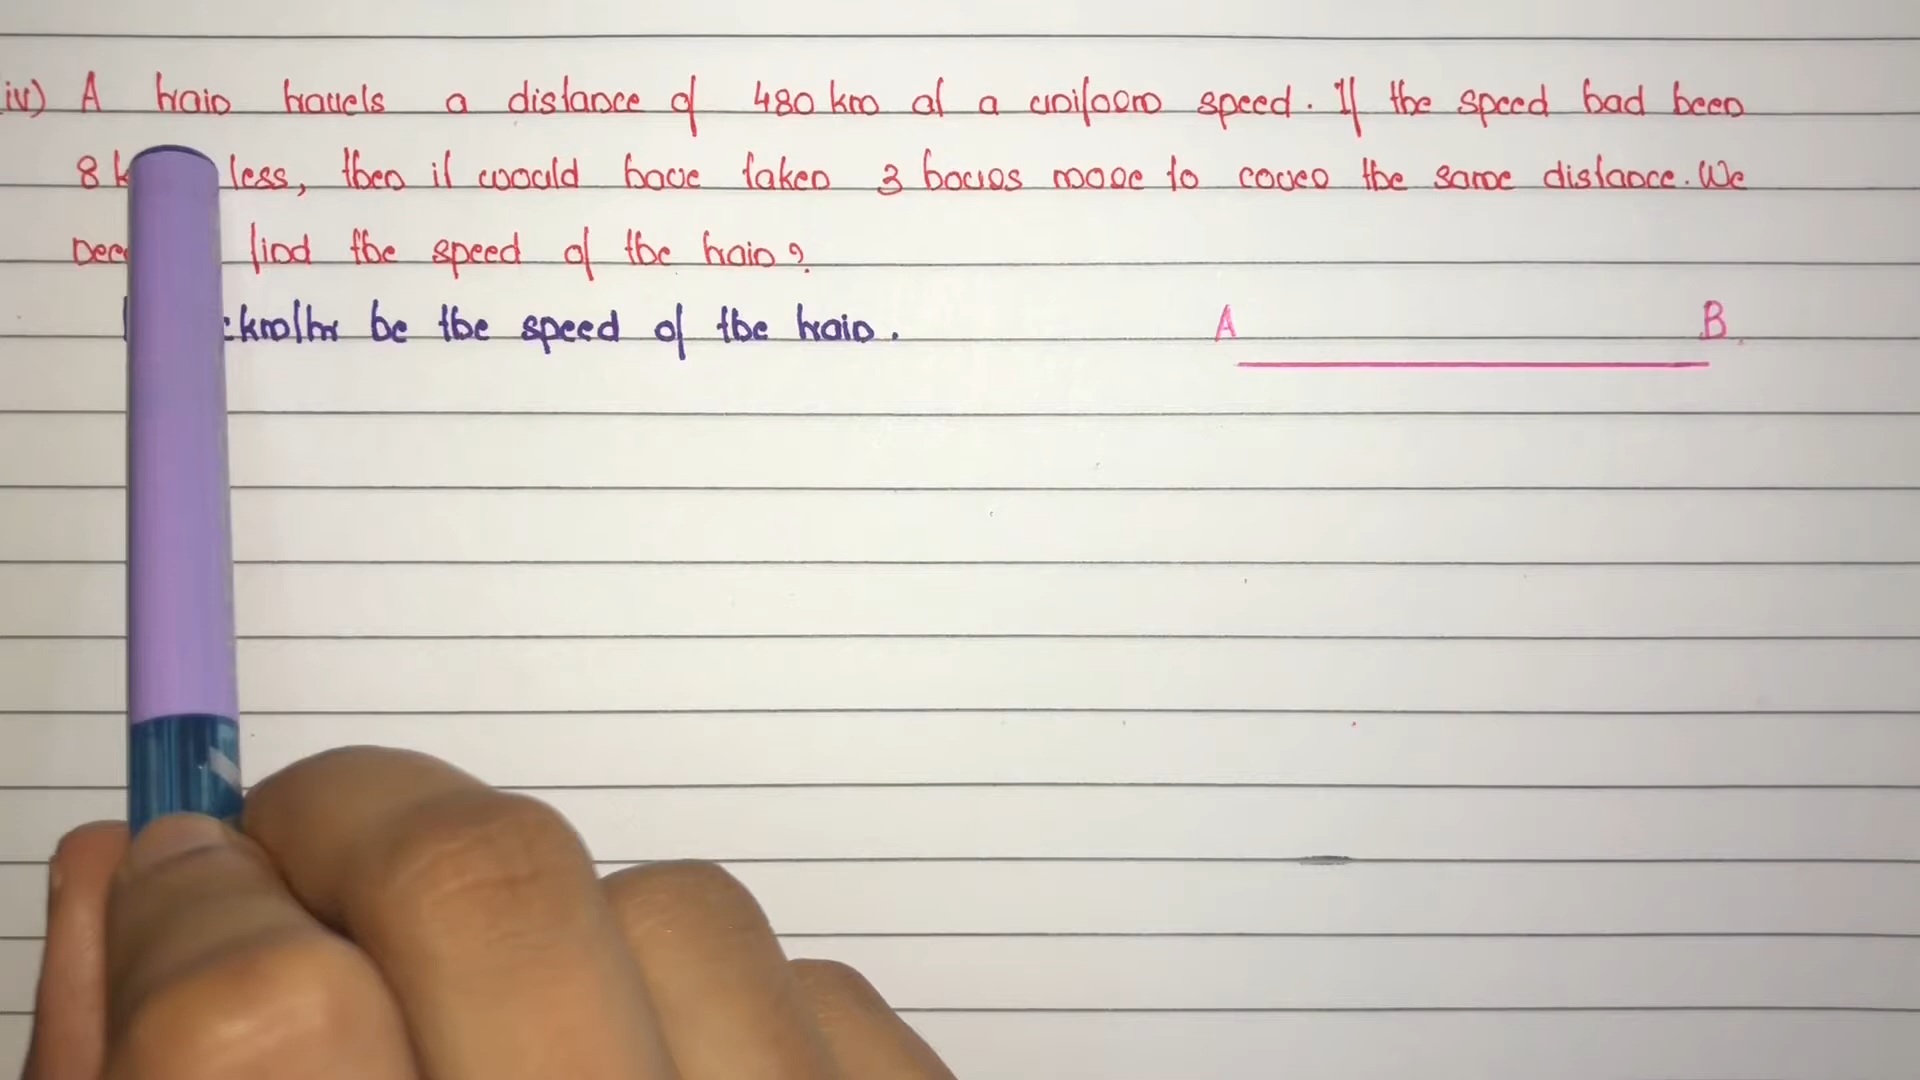 iv) A train travels a distance of 480 km at a uniform speed. If the speed had been
8 less, then it would have taken 3 hours more to cover the same distance. We
find the speed of the train?
km/hr be the speed of the train.
A B